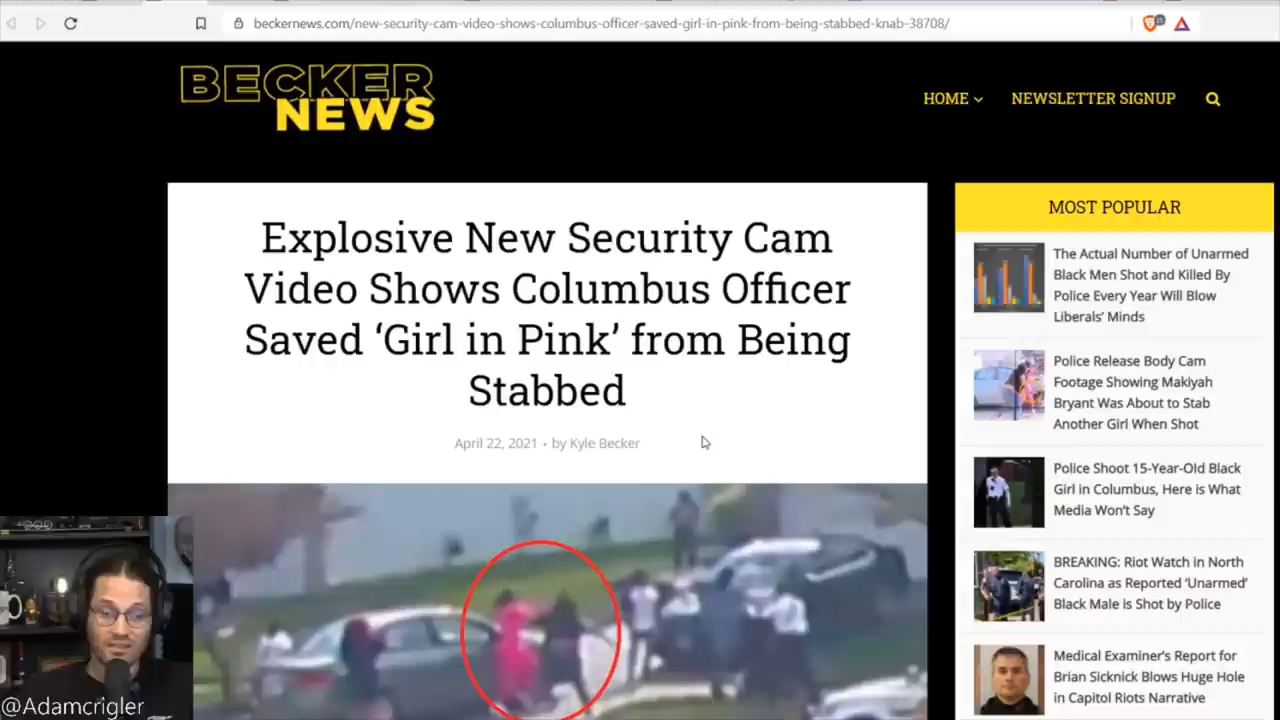 beckernews.com/new-security-cam-video-shows-columbus-officer-saved-girl-in-pink-from-being-stabbed-knab-38708/
BECKER
NEWS
HOME
NEWSLETTER SIGNUP
Explosive New Security Cam
Video Shows Columbus Officer
Saved ‘Girl in Pink’ from Being
Stabbed
April 22, 2021 • by Kyle Becker
MOST POPULAR
The Actual Number of Unarmed
Black Men Shot and Killed By
Police Every Year Will Blow
Liberals’ Minds
Police Release Body Cam
Footage Showing Makiyah
Bryant Was About to Stab
Another Girl When Shot
Police Shoot 15-Year-Old Black
Girl in Columbus, Here is What
Media Won’t Say
BREAKING: Riot Watch in North
Carolina as Reported ‘Unarmed’
Black Male is Shot by Police
Medical Examiner’s Report for
Brian Sicknick Blows Huge Hole
in Capitol Riots Narrative
@Adamcrigler